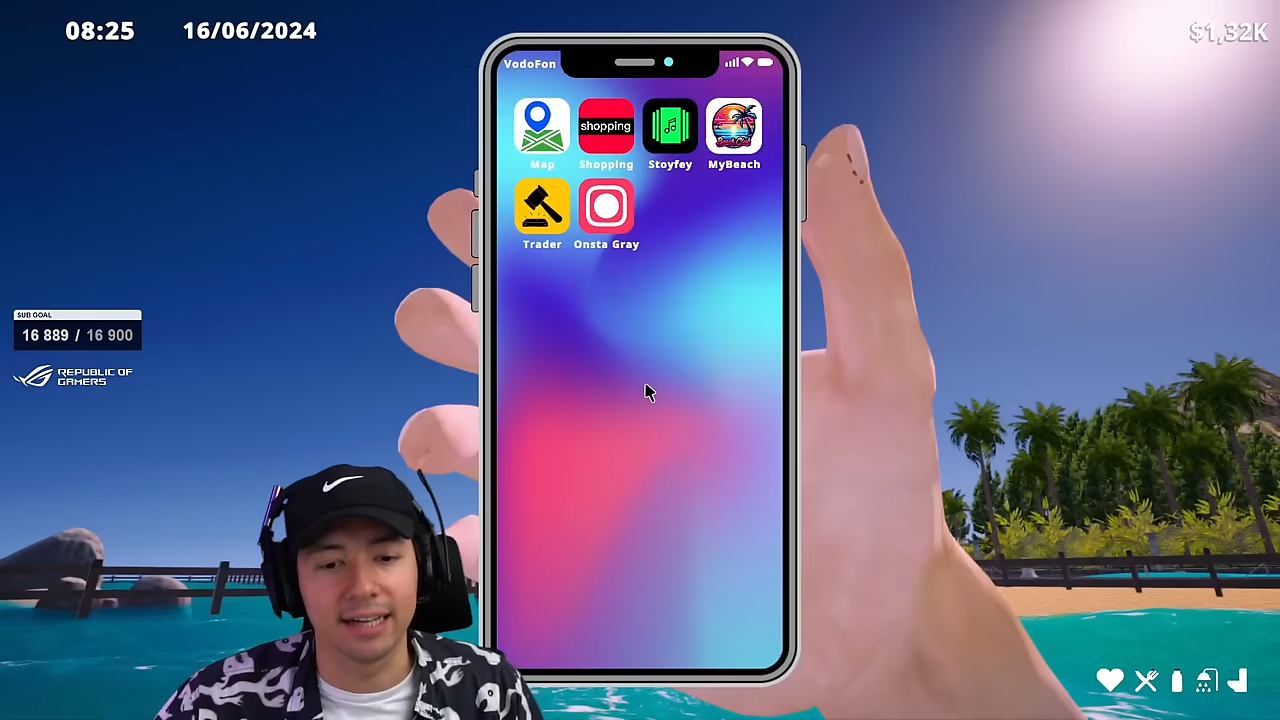 08:25 16/06/2024
$1,32K
VodoFon
shopping
Map Shopping Stoyfey MyBeach
Trader Onsta Gray
SUB GOAL
16 889 / 16 900
REPUBLIC OF
GAMERS